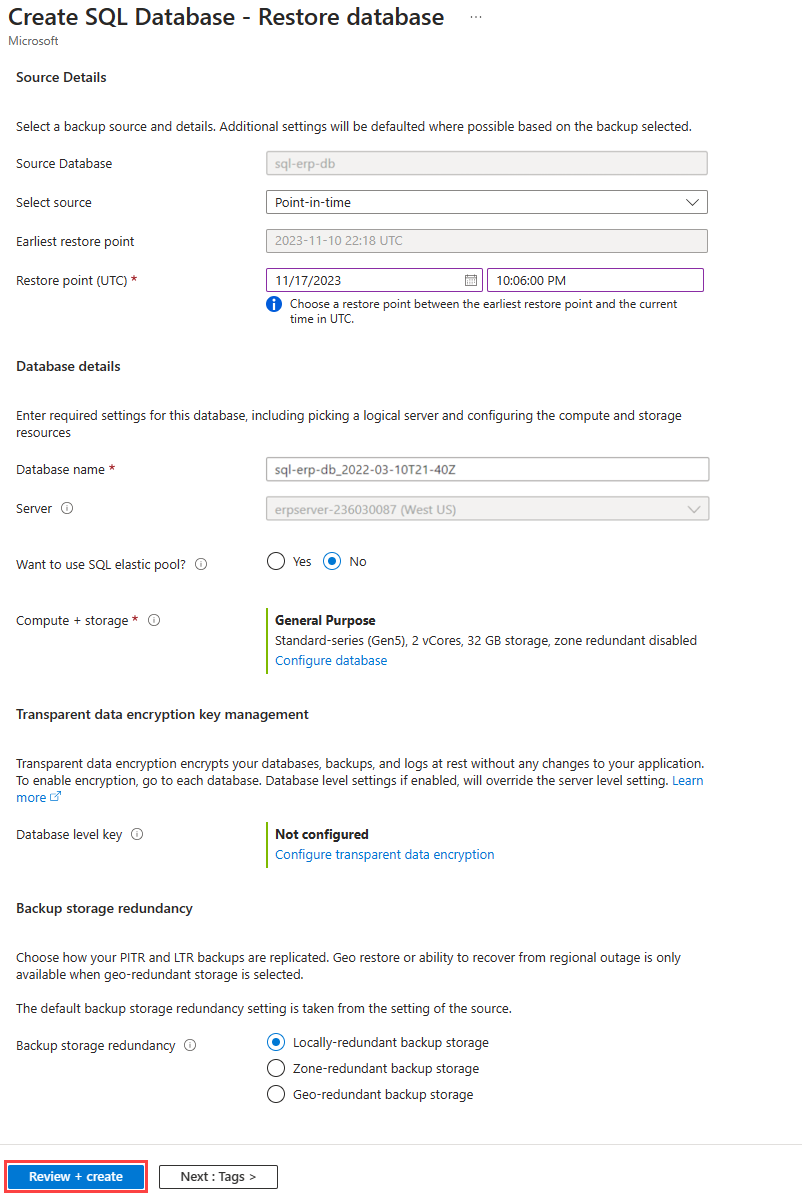 Create SQL Database - Restore database ...
Microsoft
Source Details
Select a backup source and details. Additional settings will be defaulted where possible based on the backup selected.
Source Database sql-erp-db
Select source Point-in-time
Earliest restore point 2023-11-10 22:18 UTC
Restore point (UTC) * 11/17/2023 10:06:00 PM
Choose a restore point between the earliest restore point and the current
time in UTC.
Database details
Enter required settings for this database, including picking a logical server and configuring the compute and storage
resources
Database name * sql-erp-db_2022-03-10T21-40Z
Server erpserver-236030087 (West US)
Want to use SQL elastic pool? Yes No
Compute + storage * General Purpose
Standard-series (Gen5), 2 vCores, 32 GB storage, zone redundant disabled
Configure database
Transparent data encryption key management
Transparent data encryption encrypts your databases, backups, and logs at rest without any changes to your application.
To enable encryption, go to each database. Database level settings if enabled, will override the server level setting. Learn
more
Database level key Not configured
Configure transparent data encryption
Backup storage redundancy
Choose how your PITR and LTR backups are replicated. Geo restore or ability to recover from regional outage is only
available when geo-redundant storage is selected.
The default backup storage redundancy setting is taken from the setting of the source.
Backup storage redundancy Locally-redundant backup storage
Zone-redundant backup storage
Geo-redundant backup storage
Review + create Next : Tags >